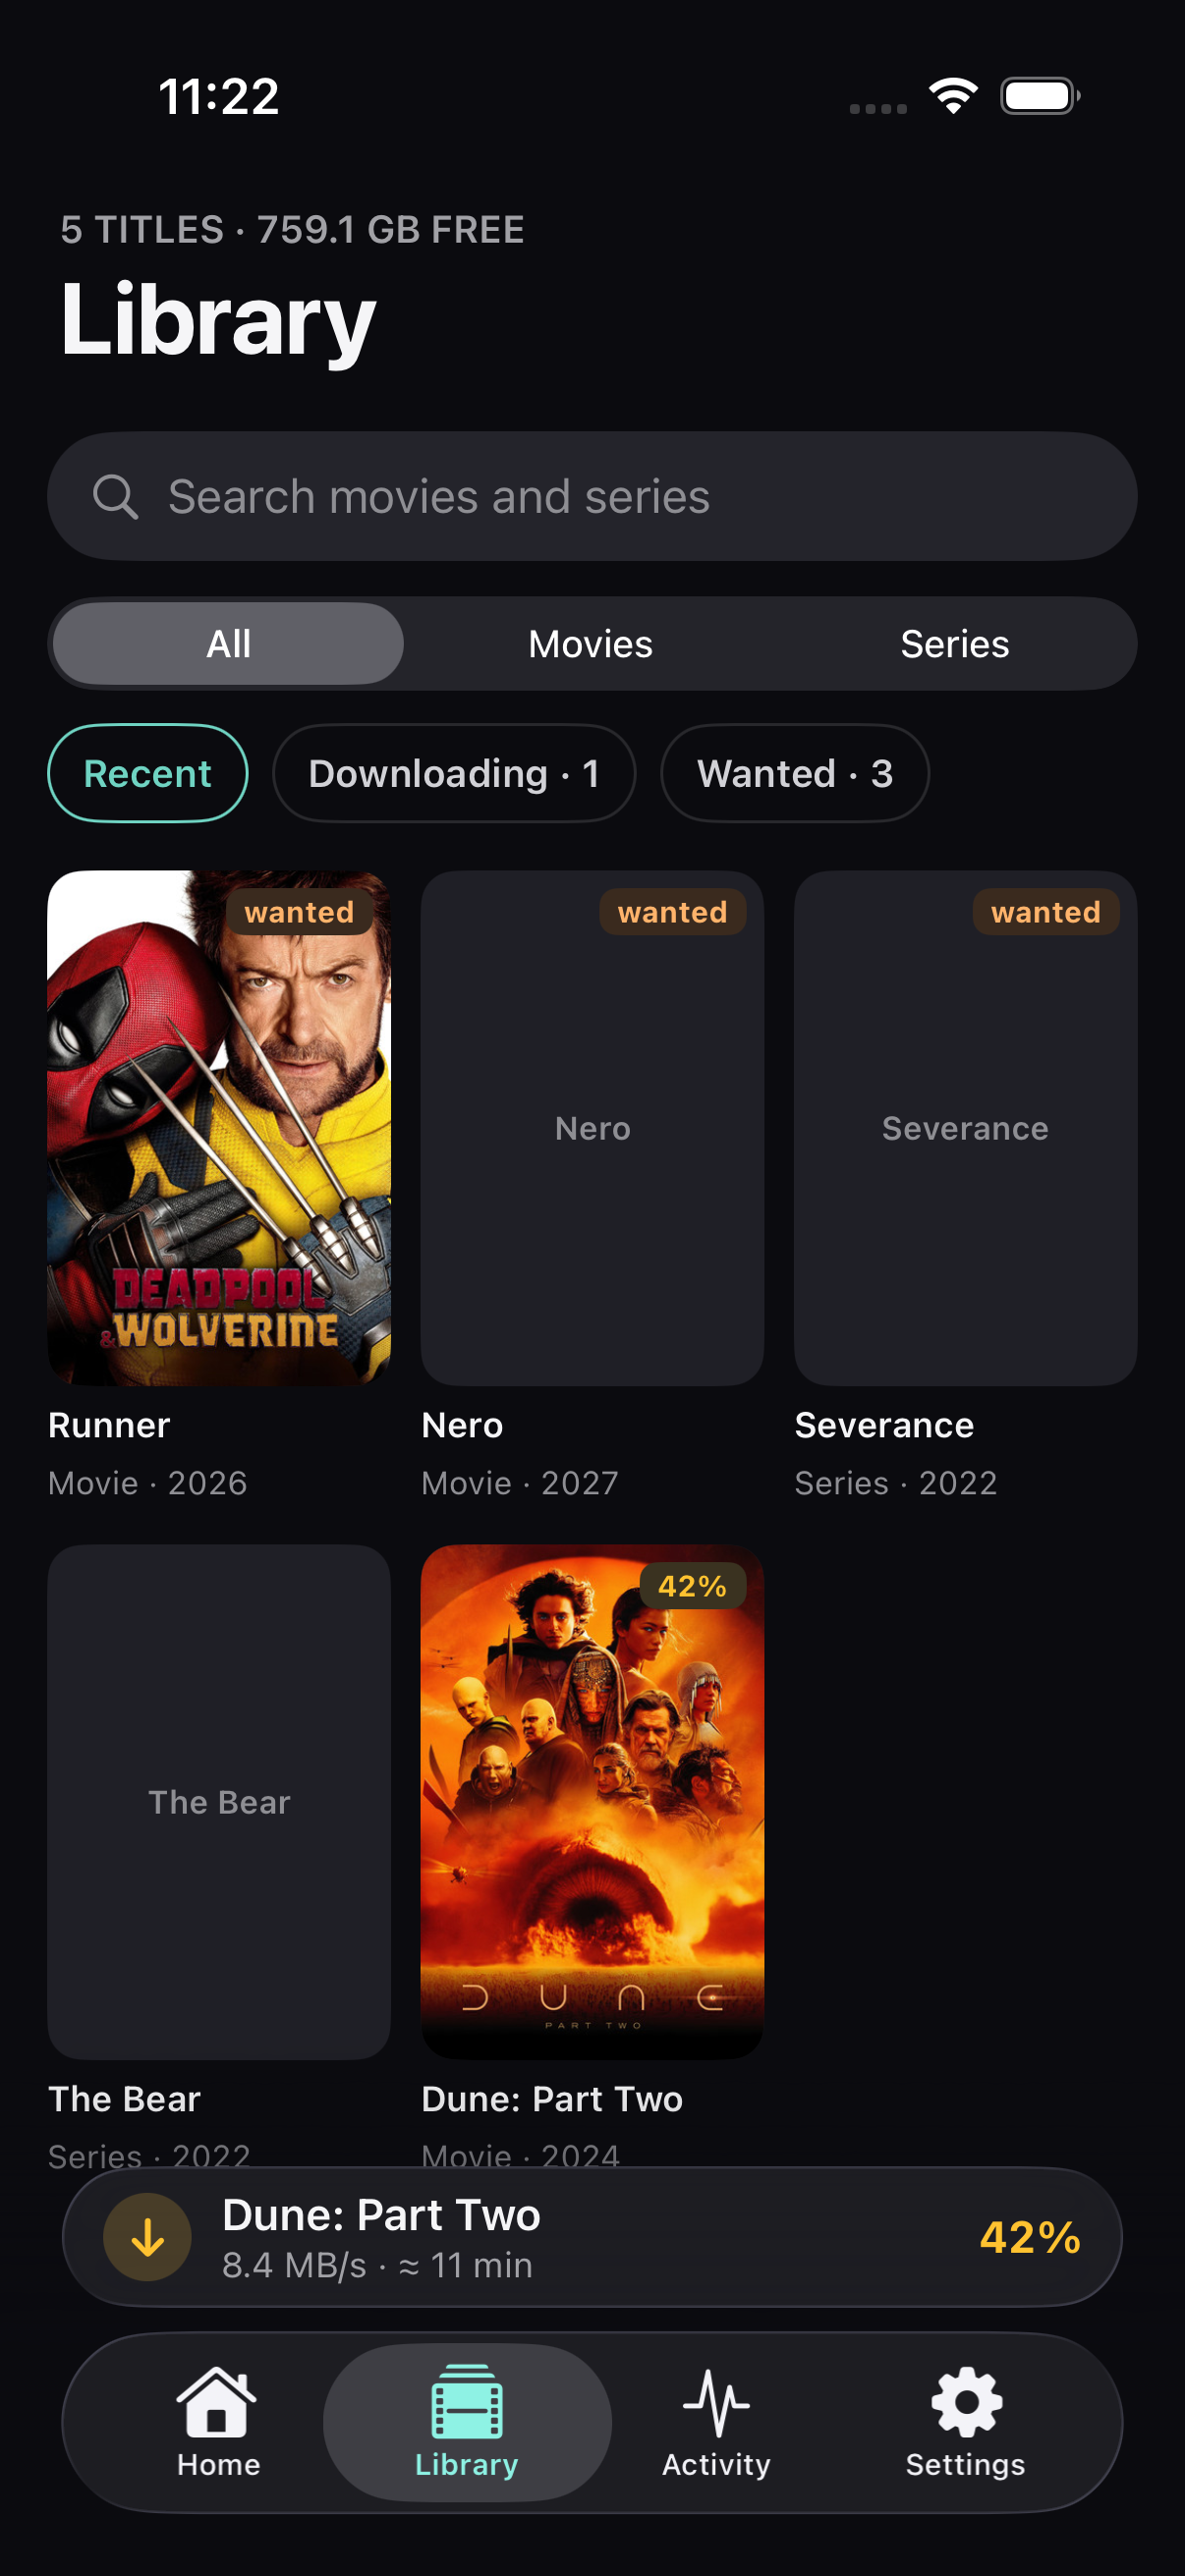 11:22
5 TITLES · 759.1 GB FREE
Library
Search movies and series
All Movies Series
Recent Downloading · 1 Wanted · 3
wanted wanted wanted
Nero Severance
DEADPOOL
& WOLVERINE
Runner Nero Severance
Movie · 2026 Movie · 2027 Series · 2022
42%
The Bear
DUNE
PART TWO
The Bear Dune: Part Two
Series · 2022 Movie · 2024
Dune: Part Two
8.4 MB/s · ≈ 11 min
42%
Home Library Activity Settings